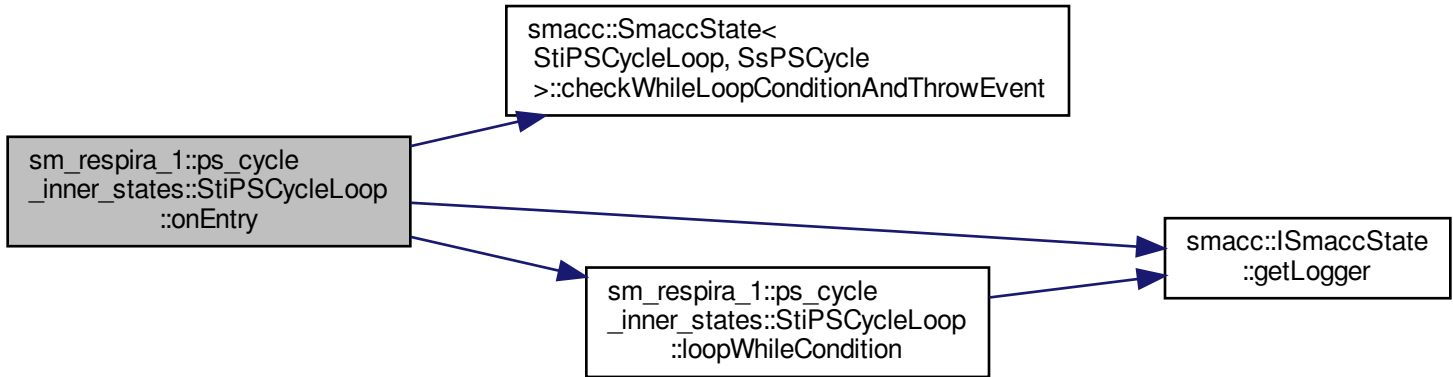 sm_respira_1::ps_cycle
_inner_states::StiPSCycleLoop
::onEntry
smacc::SmaccState<
StiPSCycleLoop, SsPSCycle
>::checkWhileLoopConditionAndThrowEvent
smacc::ISmaccState
::getLogger
sm_respira_1::ps_cycle
_inner_states::StiPSCycleLoop
::loopWhileCondition